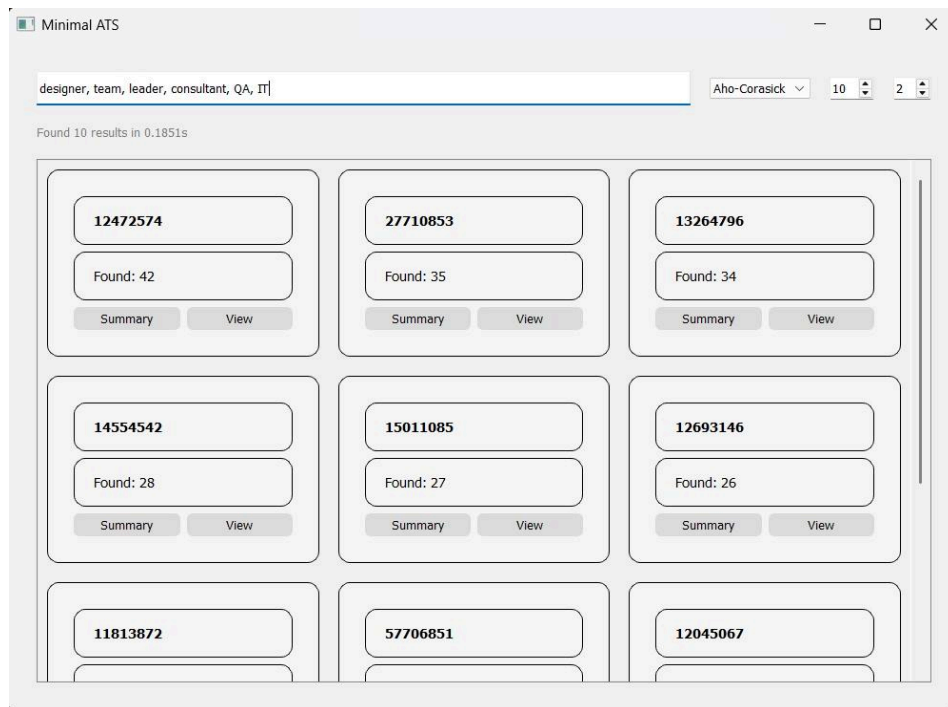 Minimal ATS
designer, team, leader, consultant, QA, IT
Aho-Corasick
10
2
Found 10 results in 0.1851s
12472574
27710853
13264796
Found: 42
Found: 35
Found: 34
Summary View
Summary View
Summary View
14554542
15011085
12693146
Found: 28
Found: 27
Found: 26
Summary View
Summary View
Summary View
11813872
57706851
12045067